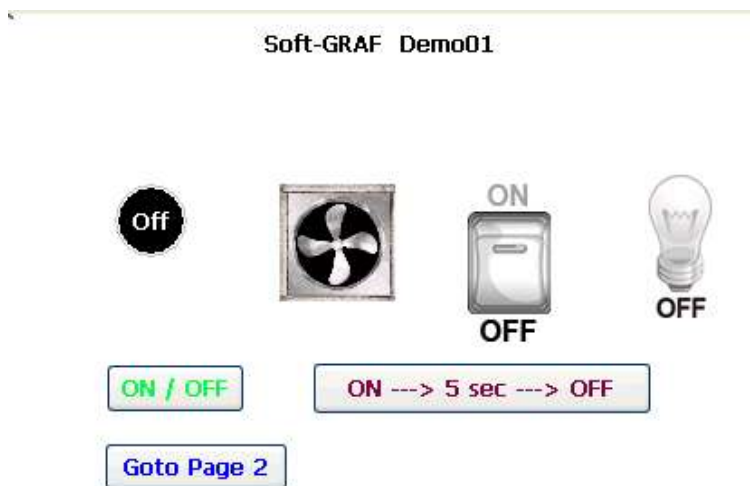 Soft-GRAF Demo01
Off
ON
OFF
OFF
ON / OFF
ON ---> 5 sec ---> OFF
Goto Page 2